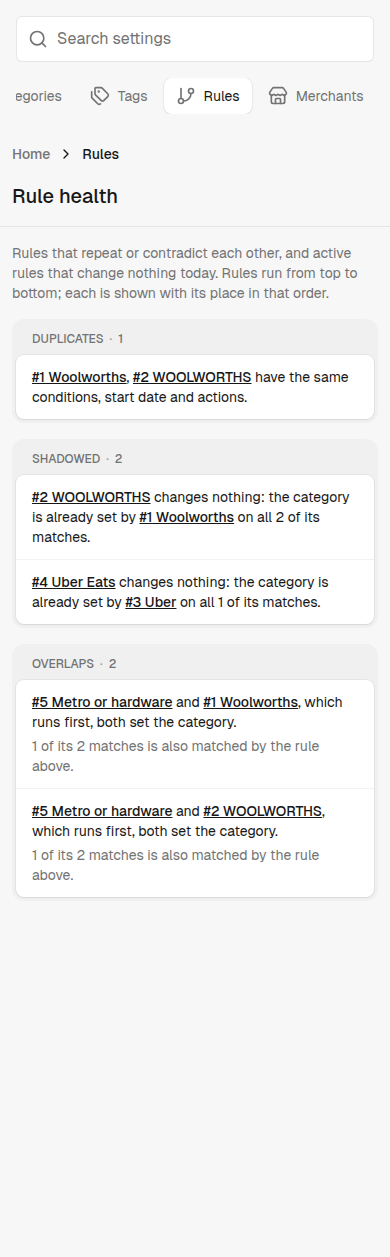 Search settings
egories
Tags
Rules
Merchants
Home > Rules
Rule health
Rules that repeat or contradict each other, and active
rules that change nothing today. Rules run from top to
bottom; each is shown with its place in that order.
DUPLICATES · 1
#1 Woolworths, #2 WOOLWORTHS have the same
conditions, start date and actions.
SHADOWED · 2
#2 WOOLWORTHS changes nothing: the category
is already set by #1 Woolworths on all 2 of its
matches.
#4 Uber Eats changes nothing: the category is
already set by #3 Uber on all 1 of its matches.
OVERLAPS · 2
#5 Metro or hardware and #1 Woolworths, which
runs first, both set the category.
1 of its 2 matches is also matched by the rule
above.
#5 Metro or hardware and #2 WOOLWORTHS,
which runs first, both set the category.
1 of its 2 matches is also matched by the rule
above.